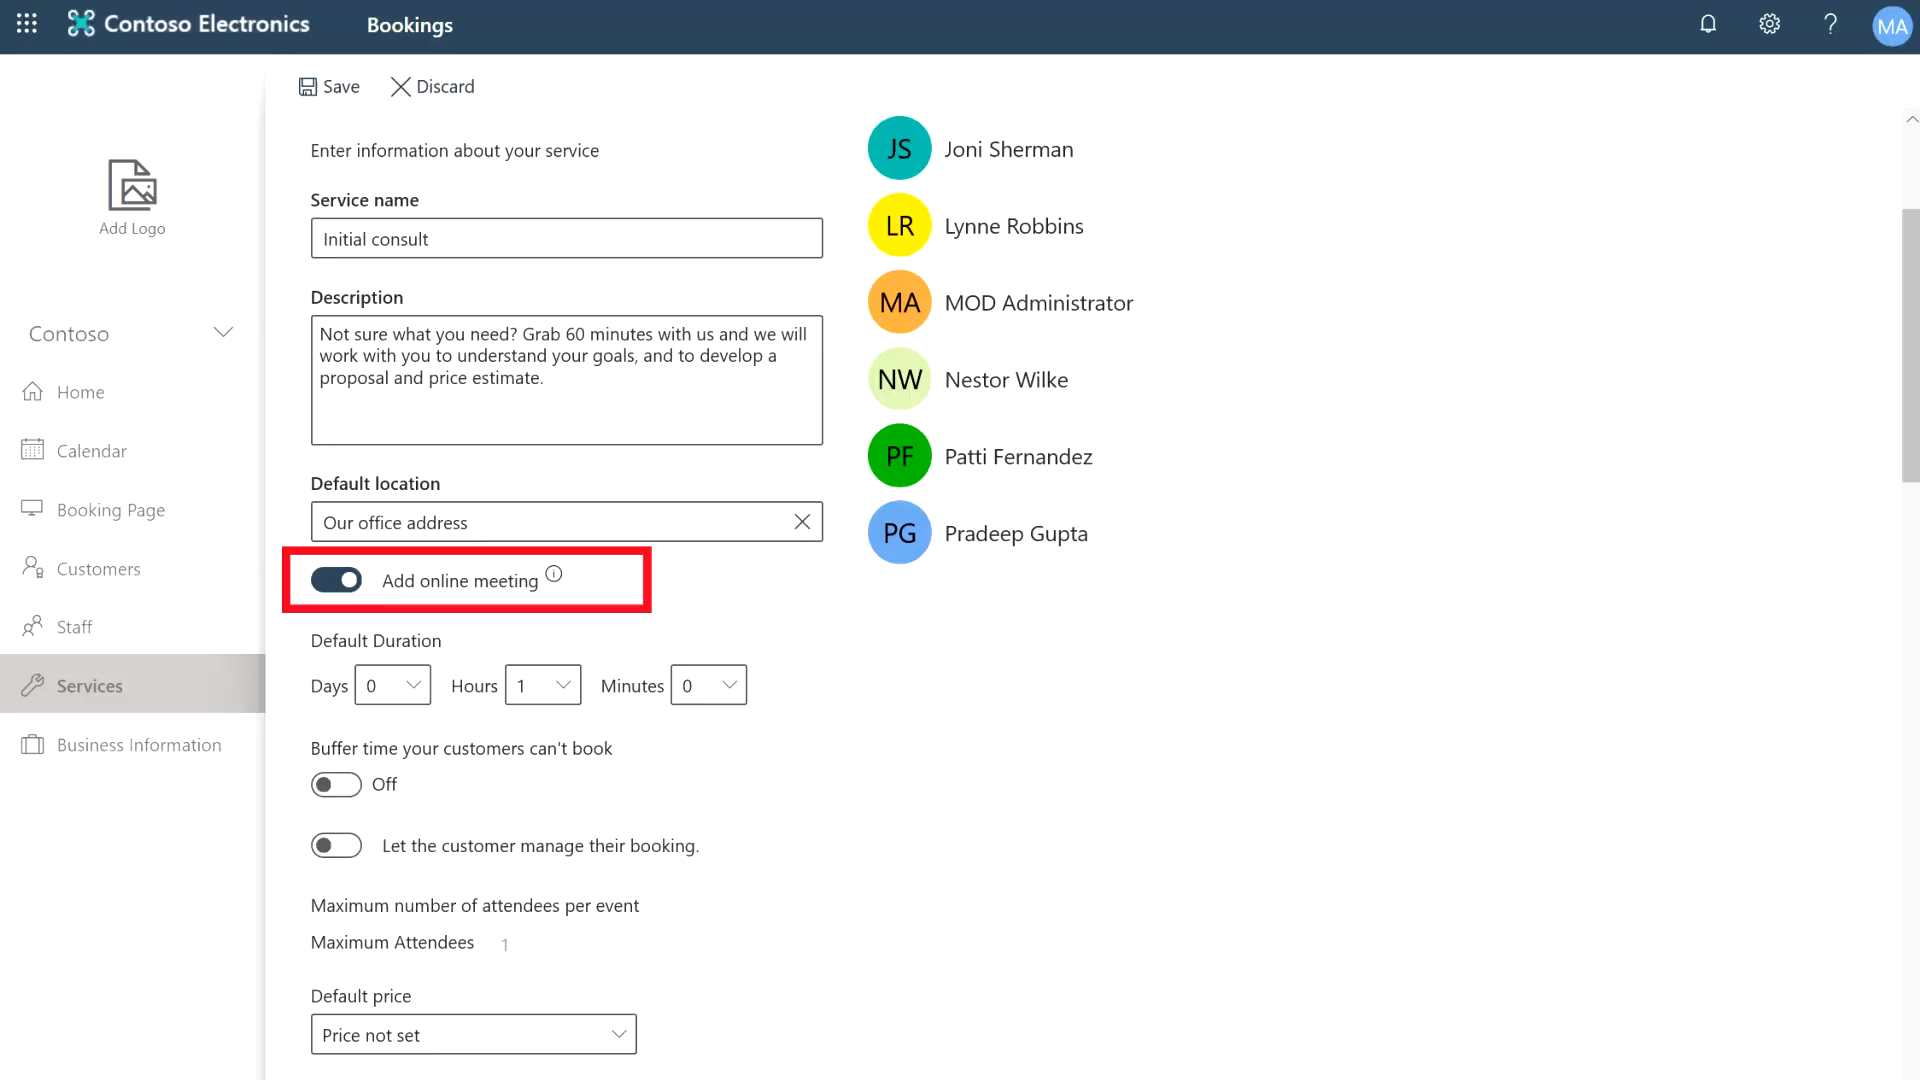 Contoso Electronics
Bookings
MA
Save
Discard
Add Logo
Contoso
Home
Calendar
Booking Page
Customers
Staff
Services
Business Information
Enter information about your service
Service name
Initial consult
Description
Not sure what you need? Grab 60 minutes with us and we will
work with you to understand your goals, and to develop a
proposal and price estimate.
Default location
Our office address
Add online meeting
Default Duration
Days 0 Hours 1 Minutes 0
Buffer time your customers can't book
Off
Let the customer manage their booking.
Maximum number of attendees per event
Maximum Attendees 1
Default price
Price not set
JS Joni Sherman
LR Lynne Robbins
MA MOD Administrator
NW Nestor Wilke
PF Patti Fernandez
PG Pradeep Gupta